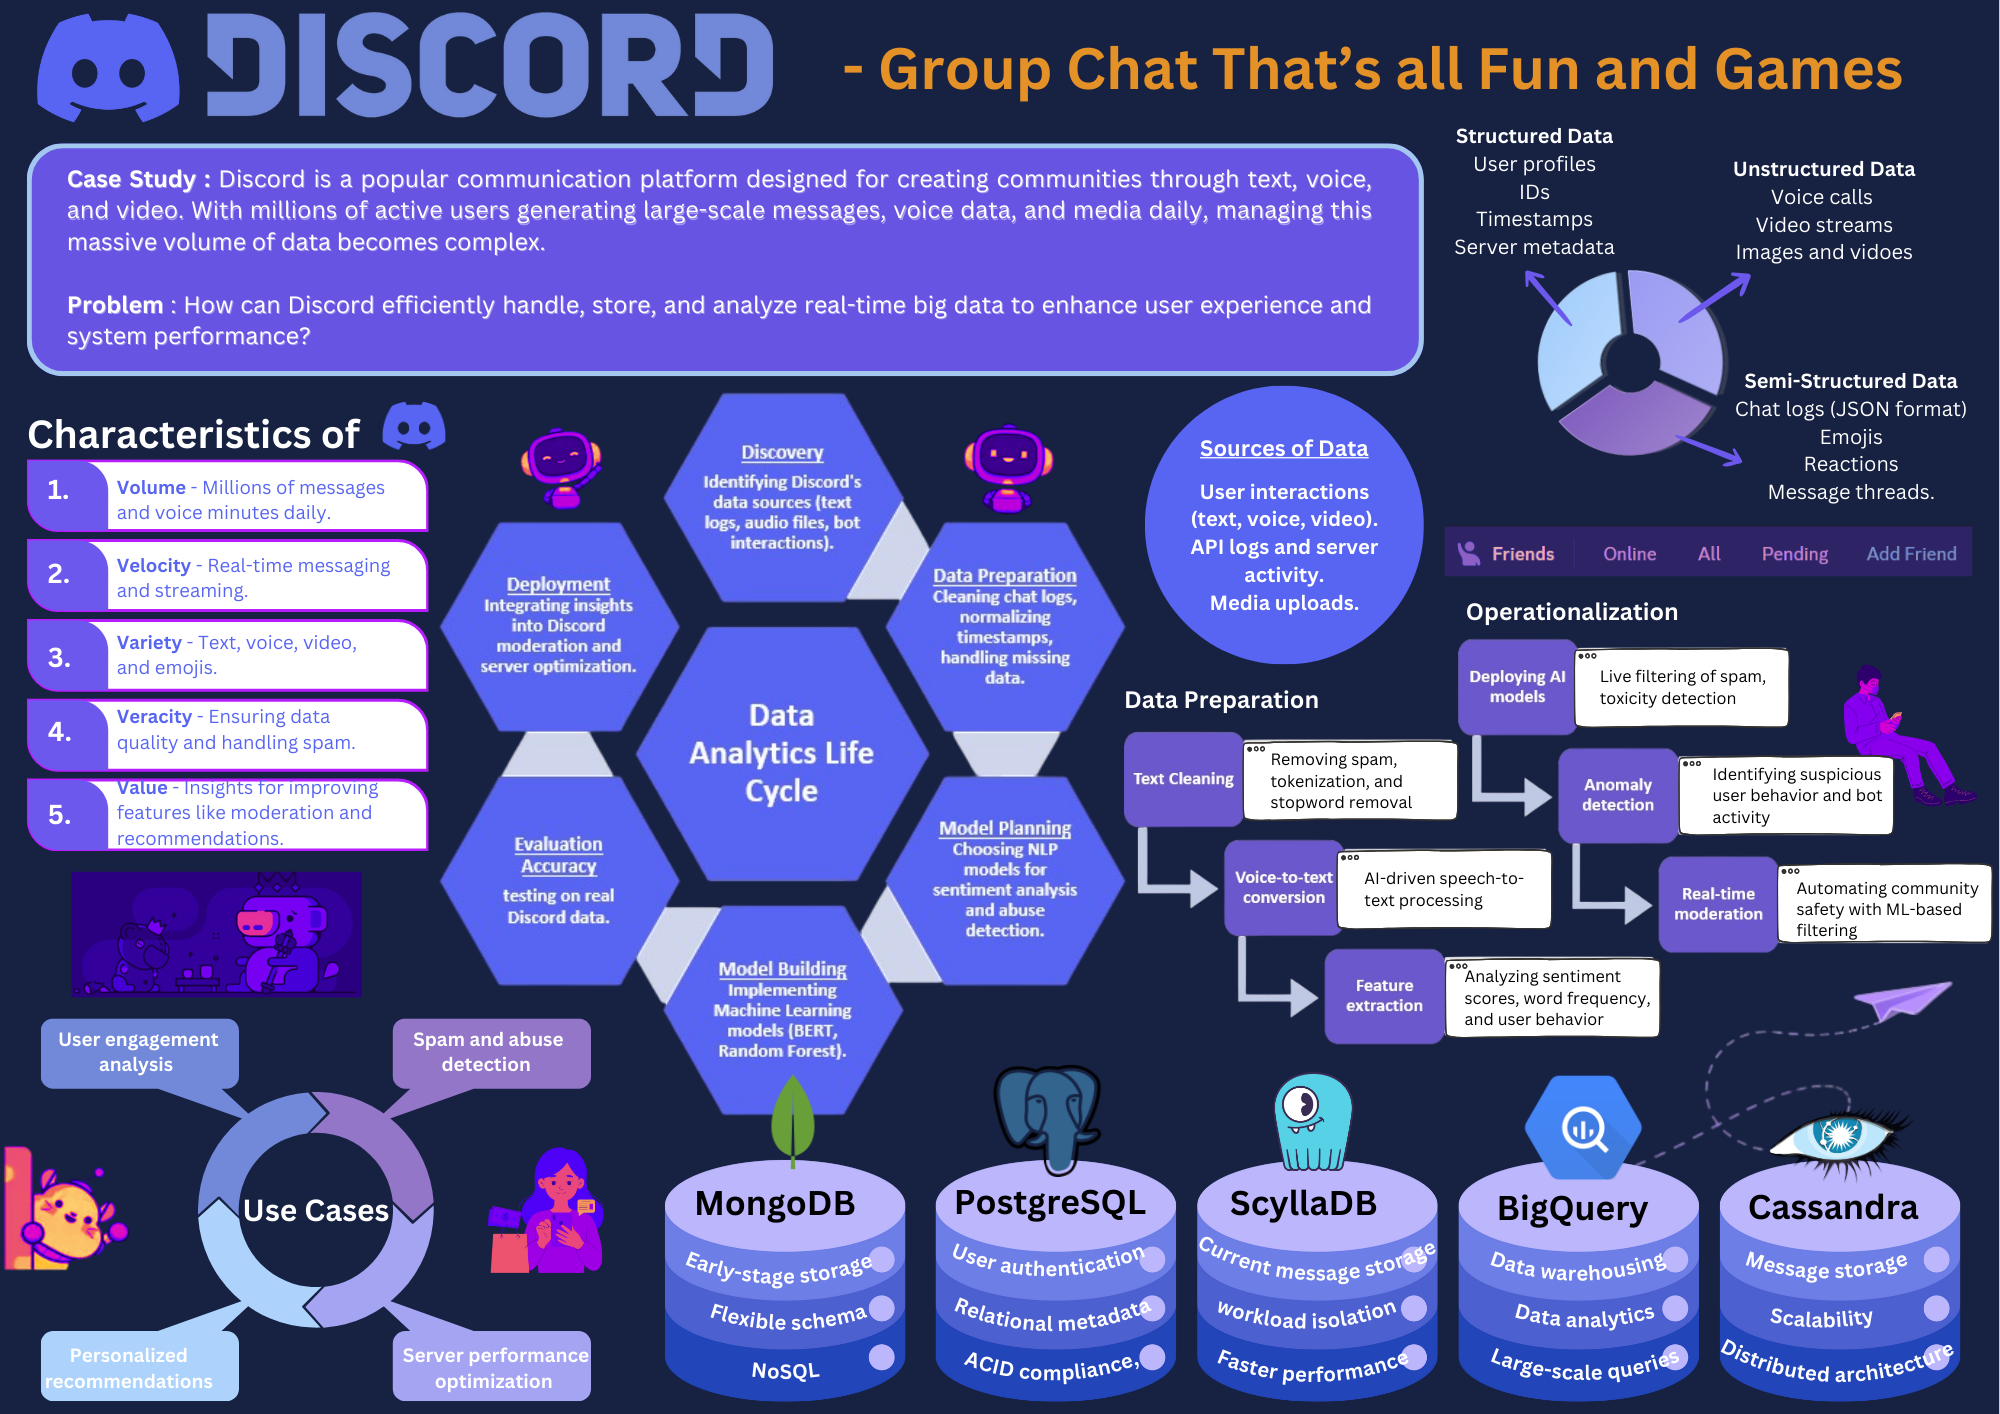 DISCORD
- Group Chat That's all Fun and Games
Case Study : Discord is a popular communication platform designed for creating communities through text, voice,
and video. With millions of active users generating large-scale messages, voice data, and media daily, managing this
massive volume of data becomes complex.
Problem : How can Discord efficiently handle, store, and analyze real-time big data to enhance user experience and
system performance?
Structured Data
User profiles
IDs
Timestamps
Server metadata
Unstructured Data
Voice calls
Video streams
Images and vidoes
Semi-Structured Data
Chat logs (JSON format)
Emojis
Reactions
Message threads.
Characteristics of
1.
Volume - Millions of messages
and voice minutes daily.
2.
Velocity - Real-time messaging
and streaming.
3.
Variety - Text, voice, video,
and emojis.
4.
Veracity - Ensuring data
quality and handling spam.
5.
Value - Insights for improving
features like moderation and
recommendations.
Discovery
Identifying Discord's
data sources (text
logs, audio files, bot
interactions).
Data Preparation
Cleaning chat logs,
normalizing
timestamps,
handling missing
data.
Model Planning
Choosing NLP
models for
sentiment analysis
and abuse
detection.
Model Building
Implementing
Machine Learning
models (BERT,
Random Forest).
Evaluation
Accuracy
testing on real
Discord data.
Deployment
Integrating insights
into Discord
moderation and
server optimization.
Data
Analytics Life
Cycle
Sources of Data
User interactions
(text, voice, video).
API logs and server
activity.
Media uploads.
Friends
Online
All
Pending
Add Friend
Operationalization
Deploying AI
models
Live filtering of spam,
toxicity detection
Anomaly
detection
Identifying suspicious
user behavior and bot
activity
Real-time
moderation
Automating community
safety with ML-based
filtering
Data Preparation
Text Cleaning
Removing spam,
tokenization, and
stopword removal
Voice-to-text
conversion
AI-driven speech-to-
text processing
Feature
extraction
Analyzing sentiment
scores, word frequency,
and user behavior
User engagement
analysis
Spam and abuse
detection
Use Cases
Personalized
recommendations
Server performance
optimization
MongoDB
Early-stage storage
Flexible schema
NoSQL
PostgreSQL
User authentication
Relational metadata
ACID compliance,
ScyllaDB
Current message storage
workload isolation
Faster performance
BigQuery
Data warehousing
Data analytics
Large-scale queries
Cassandra
Message storage
Scalability
Distributed architecture